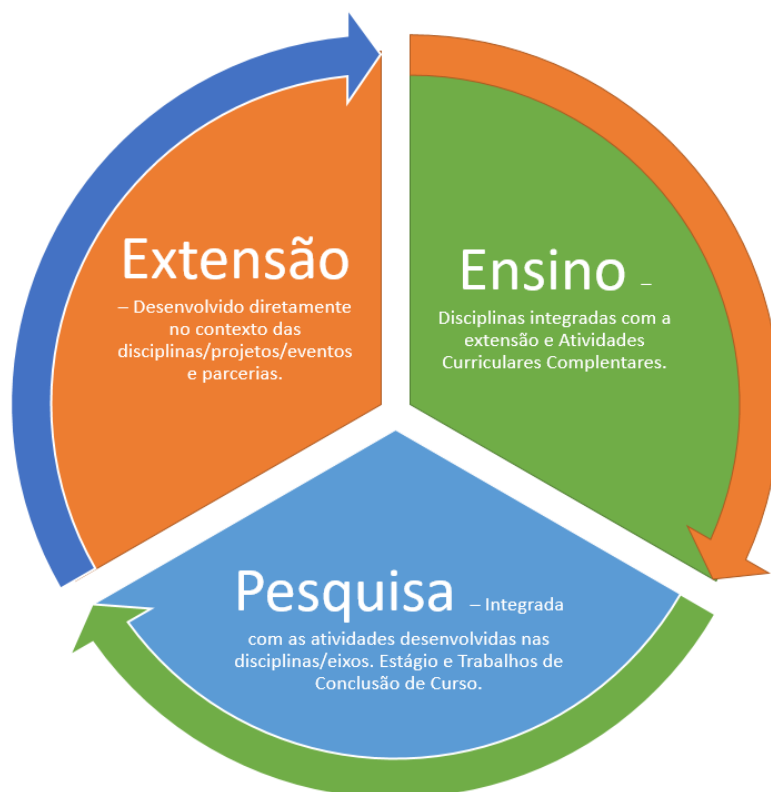 Extensão
– Desenvolvido diretamente
no contexto das
disciplinas/projetos/eventos
e parcerias.
Ensino –
Disciplinas integradas com a
extensão e Atividades
Curriculares Complentares.
Pesquisa – Integrada
com as atividades desenvolvidas nas
disciplinas/eixos. Estágio e Trabalhos de
Conclusão de Curso.